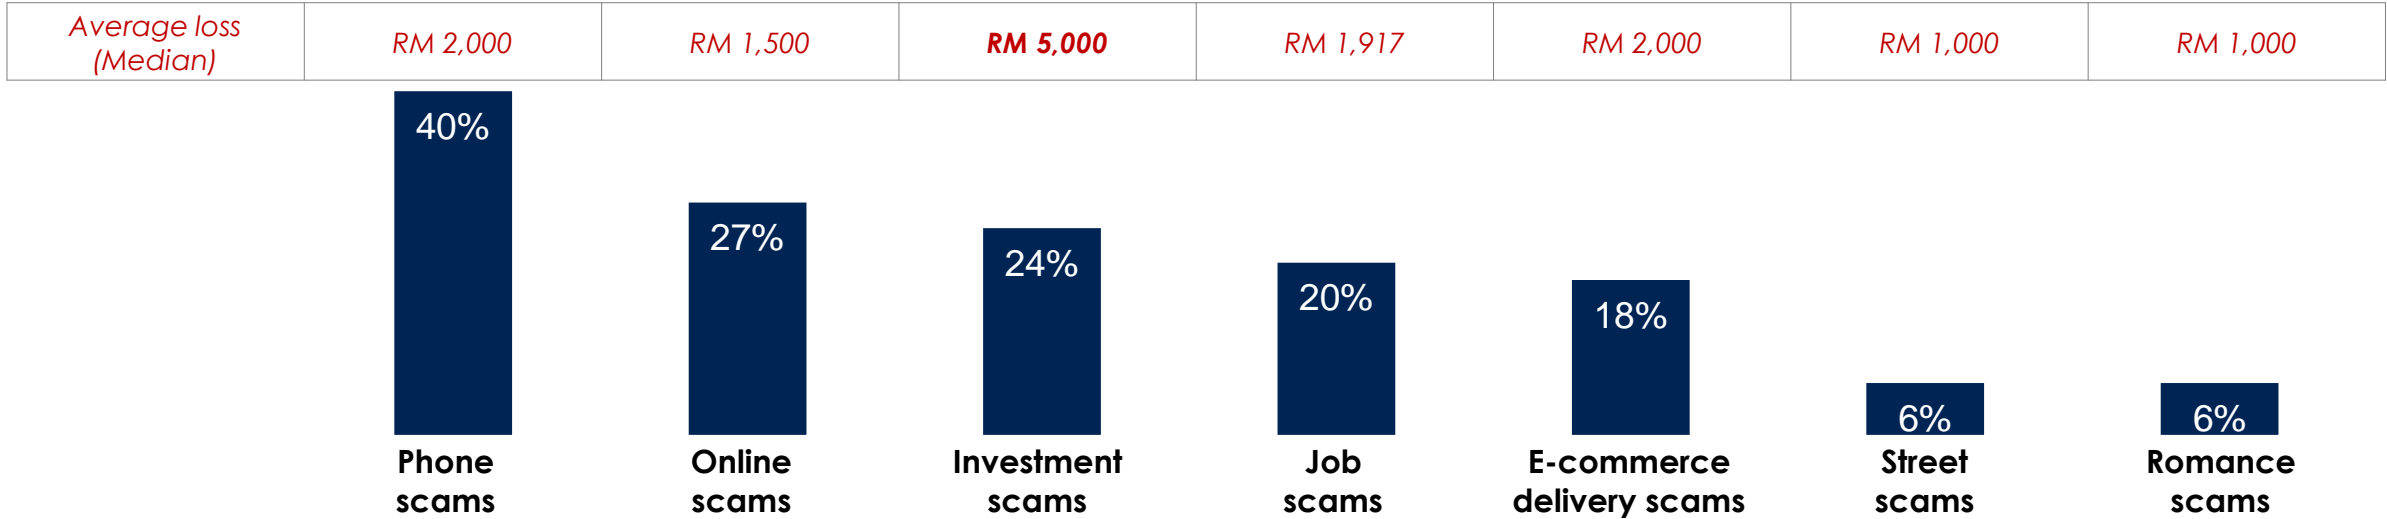 Average loss
(Median)
RM 2,000
RM 1,500
RM 5,000
RM 1,917
RM 2,000
RM 1,000
RM 1,000
40%
27%
24%
20%
18%
6%
6%
Phone
scams
Online
scams
Investment
scams
Job
scams
E-commerce
delivery scams
Street
scams
Romance
scams